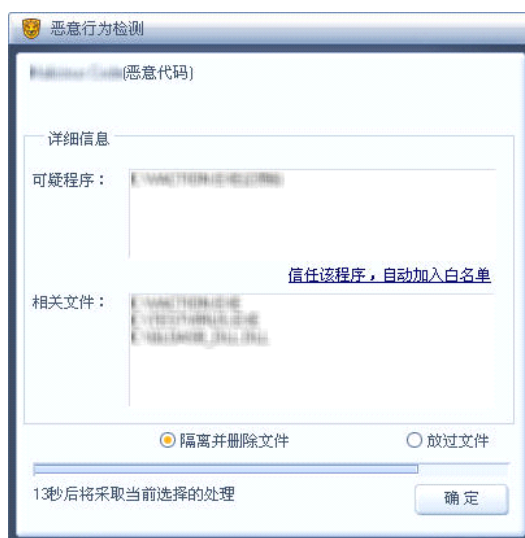 恶意行为检测
(恶意代码)
详细信息
可疑程序：
信任该程序，自动加入白名单
相关文件：
隔离并删除文件
放过文件
13秒后将采取当前选择的处理
确定